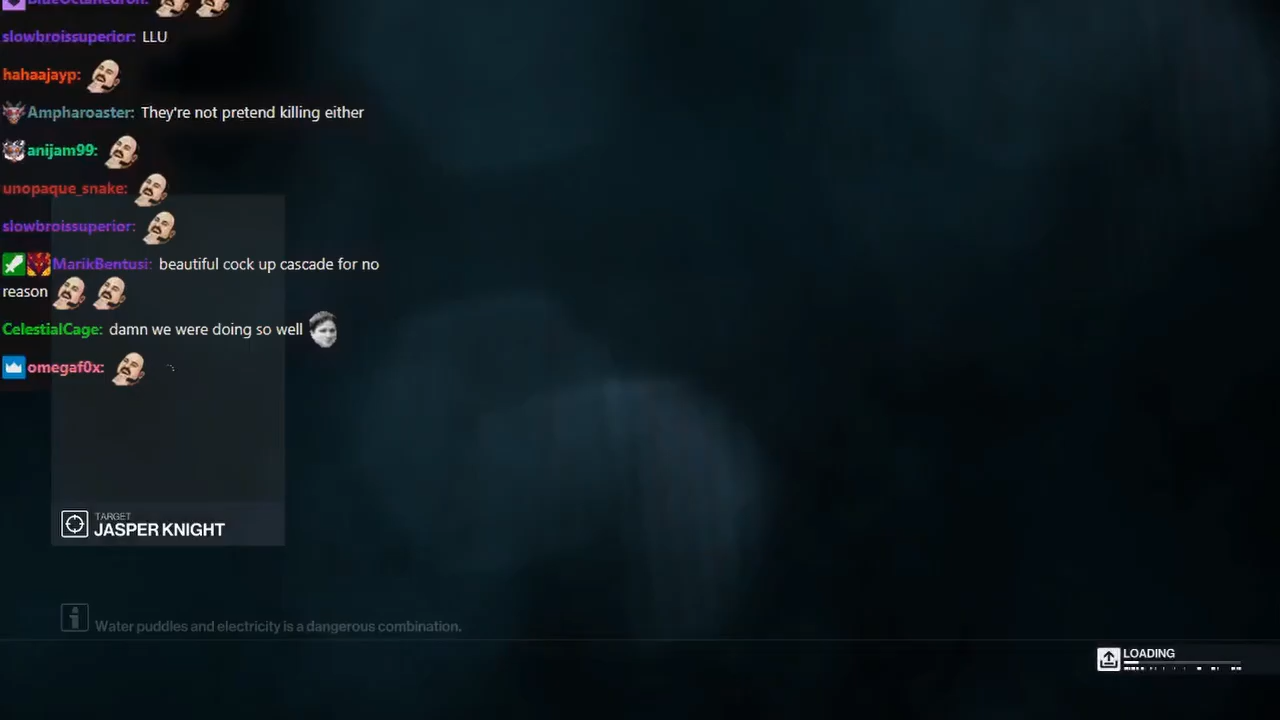 BlueOctahedron:
slowbroissuperior: LLU
hahaajayp:
Ampharoaster: They're not pretend killing either
anijam99:
unopaque_snake:
slowbroissuperior:
MarikBentusi: beautiful cock up cascade for no
reason
CelestialCage: damn we were doing so well
omegaf0x:
TARGET
JASPER KNIGHT
Water puddles and electricity is a dangerous combination.
LOADING